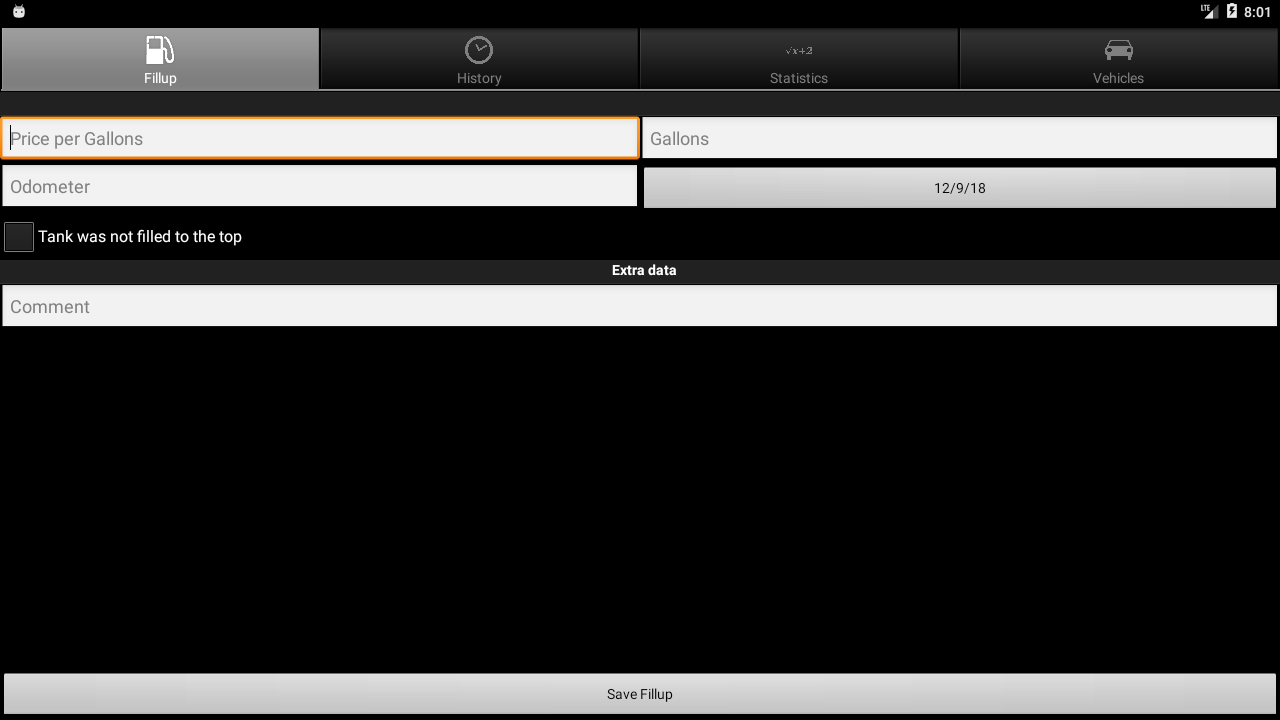 LTE 8:01
Fillup
History
√x+2
Statistics
Vehicles
Price per Gallons
Gallons
Odometer
12/9/18
Tank was not filled to the top
Extra data
Comment
Save Fillup